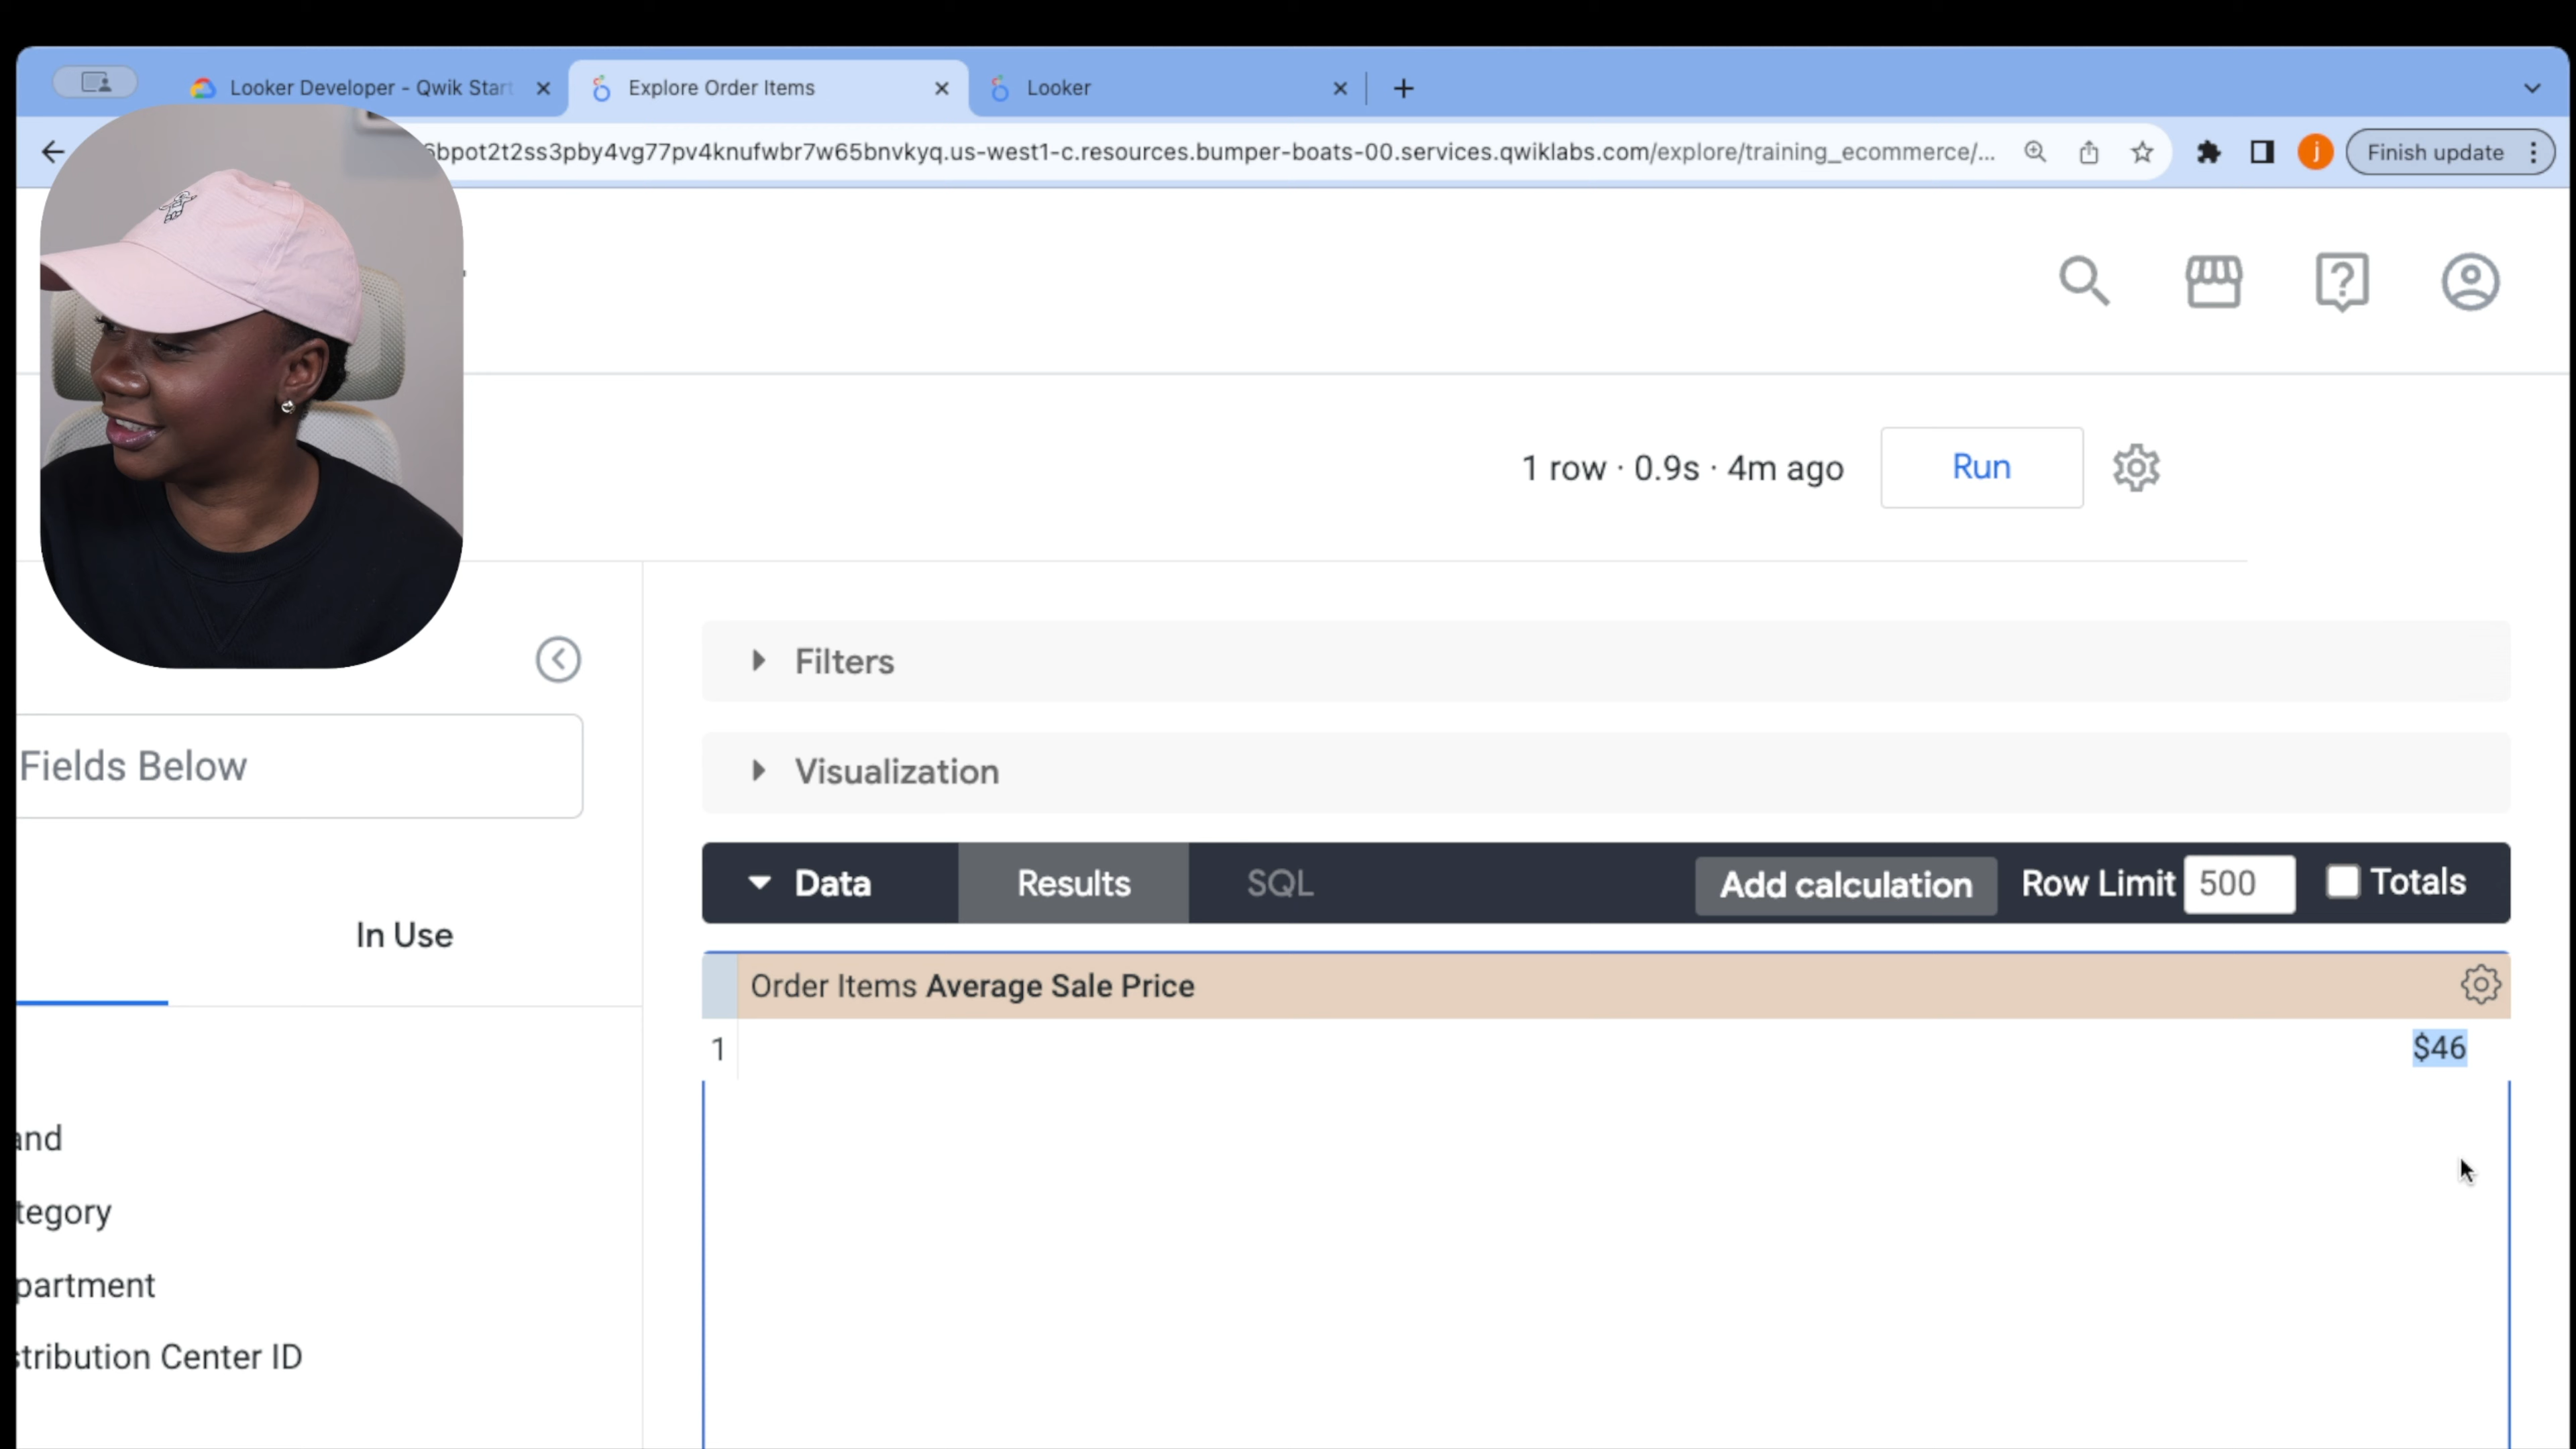 Looker Developer - Qwik Start
Explore Order Items
Looker
6bpot2t2ss3pby4vg77pv4knufwbr7w65bnvkyq.us-west1-c.resources.bumper-boats-00.services.qwiklabs.com/explore/training_ecommerce/...
j
Finish update
1 row · 0.9s · 4m ago
Run
Filters
Fields Below
Visualization
Data
Results
SQL
Add calculation
Row Limit
500
Totals
In Use
Order Items Average Sale Price
1
$46
and
tegory
partment
stribution Center ID